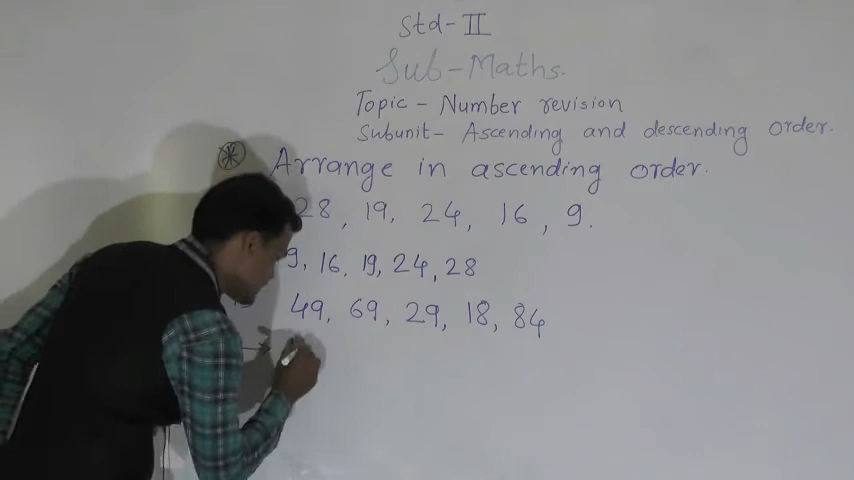 Std-II
Sub-Maths.
Topic - Number revision
Subunit- Ascending and descending order.
Arrange in ascending order.
28, 19, 24, 16, 9.
9, 16, 19, 24, 28
49, 69, 29, 18, 84